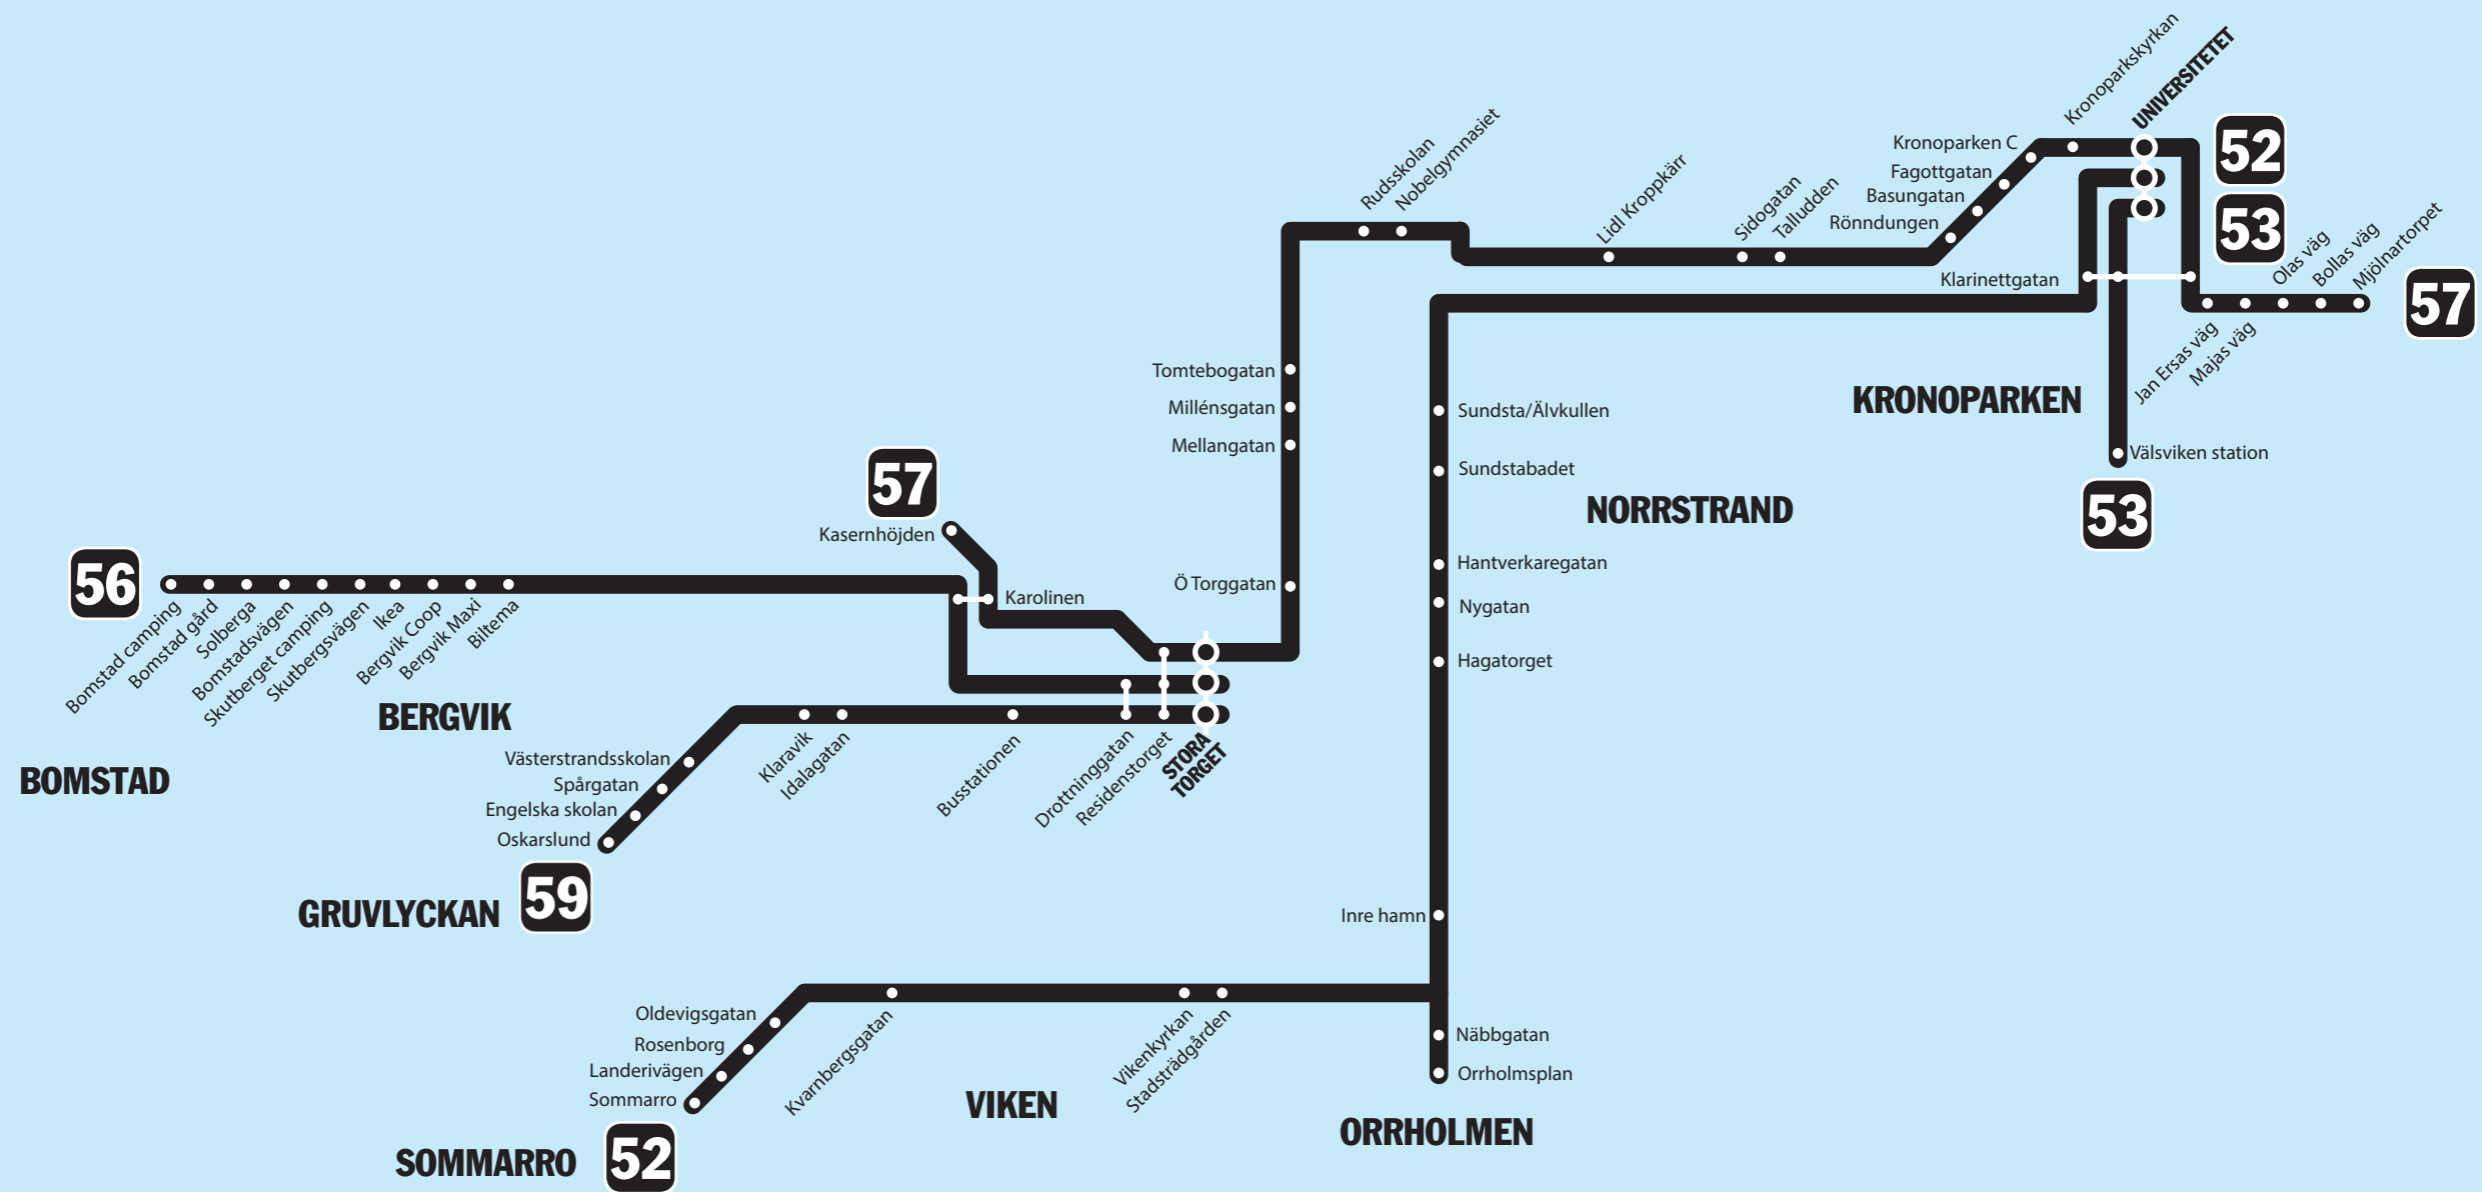 Kronoparkskyrkan
UNIVERSITETET
52
53
57
Kronoparken C
Fagottgatan
Basungatan
Rönndungen
Rudsskolan
Nobelgymnasiet
Lidl Kroppkärr
Sidogatan
Talludden
Klarinettgatan
Olas väg
Bollas väg
Mjölnartorpet
Jan Ersas väg
Majas väg
KRONOPARKEN
Välsviken station
53
Tomtebogatan
Millénsgatan
Mellangatan
Ö Torggatan
Sundsta/Älvkullen
Sundstabadet
NORRSTRAND
Hantverkaregatan
Nygatan
Hagatorget
57
Kasernhöjden
Karolinen
56
Bomstad camping
Bomstad gård
Solberga
Bomstadsvägen
Skutberget camping
Skutbergsvägen
Ikea
Bergvik Coop
Bergvik Maxi
Biltema
BERGVIK
BOMSTAD
Västerstrandsskolan
Spårgatan
Engelska skolan
Oskarslund
Klaravik
Idalagatan
Busstationen
Drottninggatan
Residenstorget
STORA
TORGET
GRUVLYCKAN
59
Inre hamn
Oldevigsgatan
Rosenborg
Landerivägen
Sommarro
Kvarnbergsgatan
Vikenkyrkan
Stadsträdgården
Näbbgatan
Orrholmsplan
VIKEN
ORRHOLMEN
SOMMARRO
52